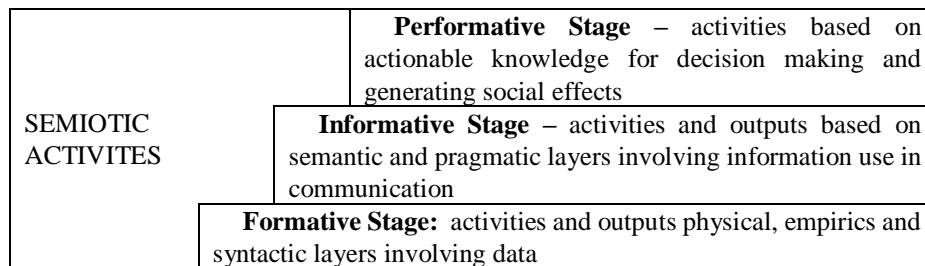 Performative Stage – activities based on
actionable knowledge for decision making and
generating social effects
SEMIOTIC
ACTIVITES
Informative Stage – activities and outputs based on
semantic and pragmatic layers involving information use in
communication
Formative Stage: activities and outputs physical, empirics and
syntactic layers involving data